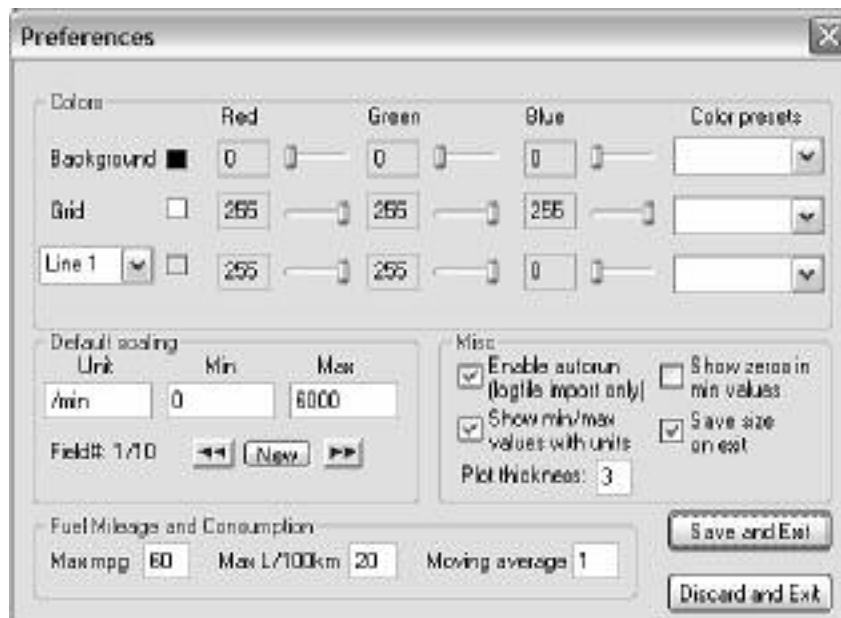 Preferences
Colors
Red Green Blue Color presets
Background 0 0 0
Grid 255 255 255
Line 1 255 255 0
Default scaling
Unit Min Max
/min 0 6000
Field#: 1/10 New
Misc
Enable autorun (logfile import only)
Show zeros in min values
Show min/max values with units
Save size on exit
Plot thickness: 3
Fuel Mileage and Consumption
Max mpg 60 Max L/100km 20 Moving average 1
Save and Exit
Discard and Exit